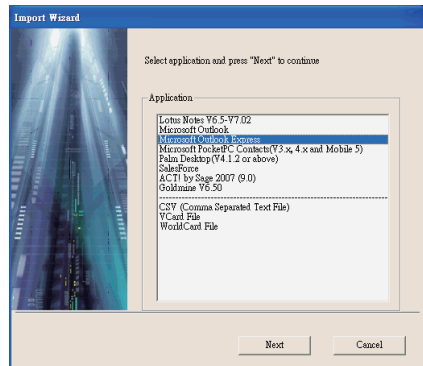 Import Wizard
Select application and press "Next" to continue
Application
Lotus Notes V6.5-V7.02
Microsoft Outlook
Microsoft Outlook Express
Microsoft PocketPC Contacts(V3.x, 4.x and Mobile 5)
Palm Desktop(V4.1.2 or above)
SalesForce
ACT! by Sage 2007 (9.0)
Goldmine V6.50
CSV (Comma Separated Text File)
VCard File
WorldCard File
Next
Cancel